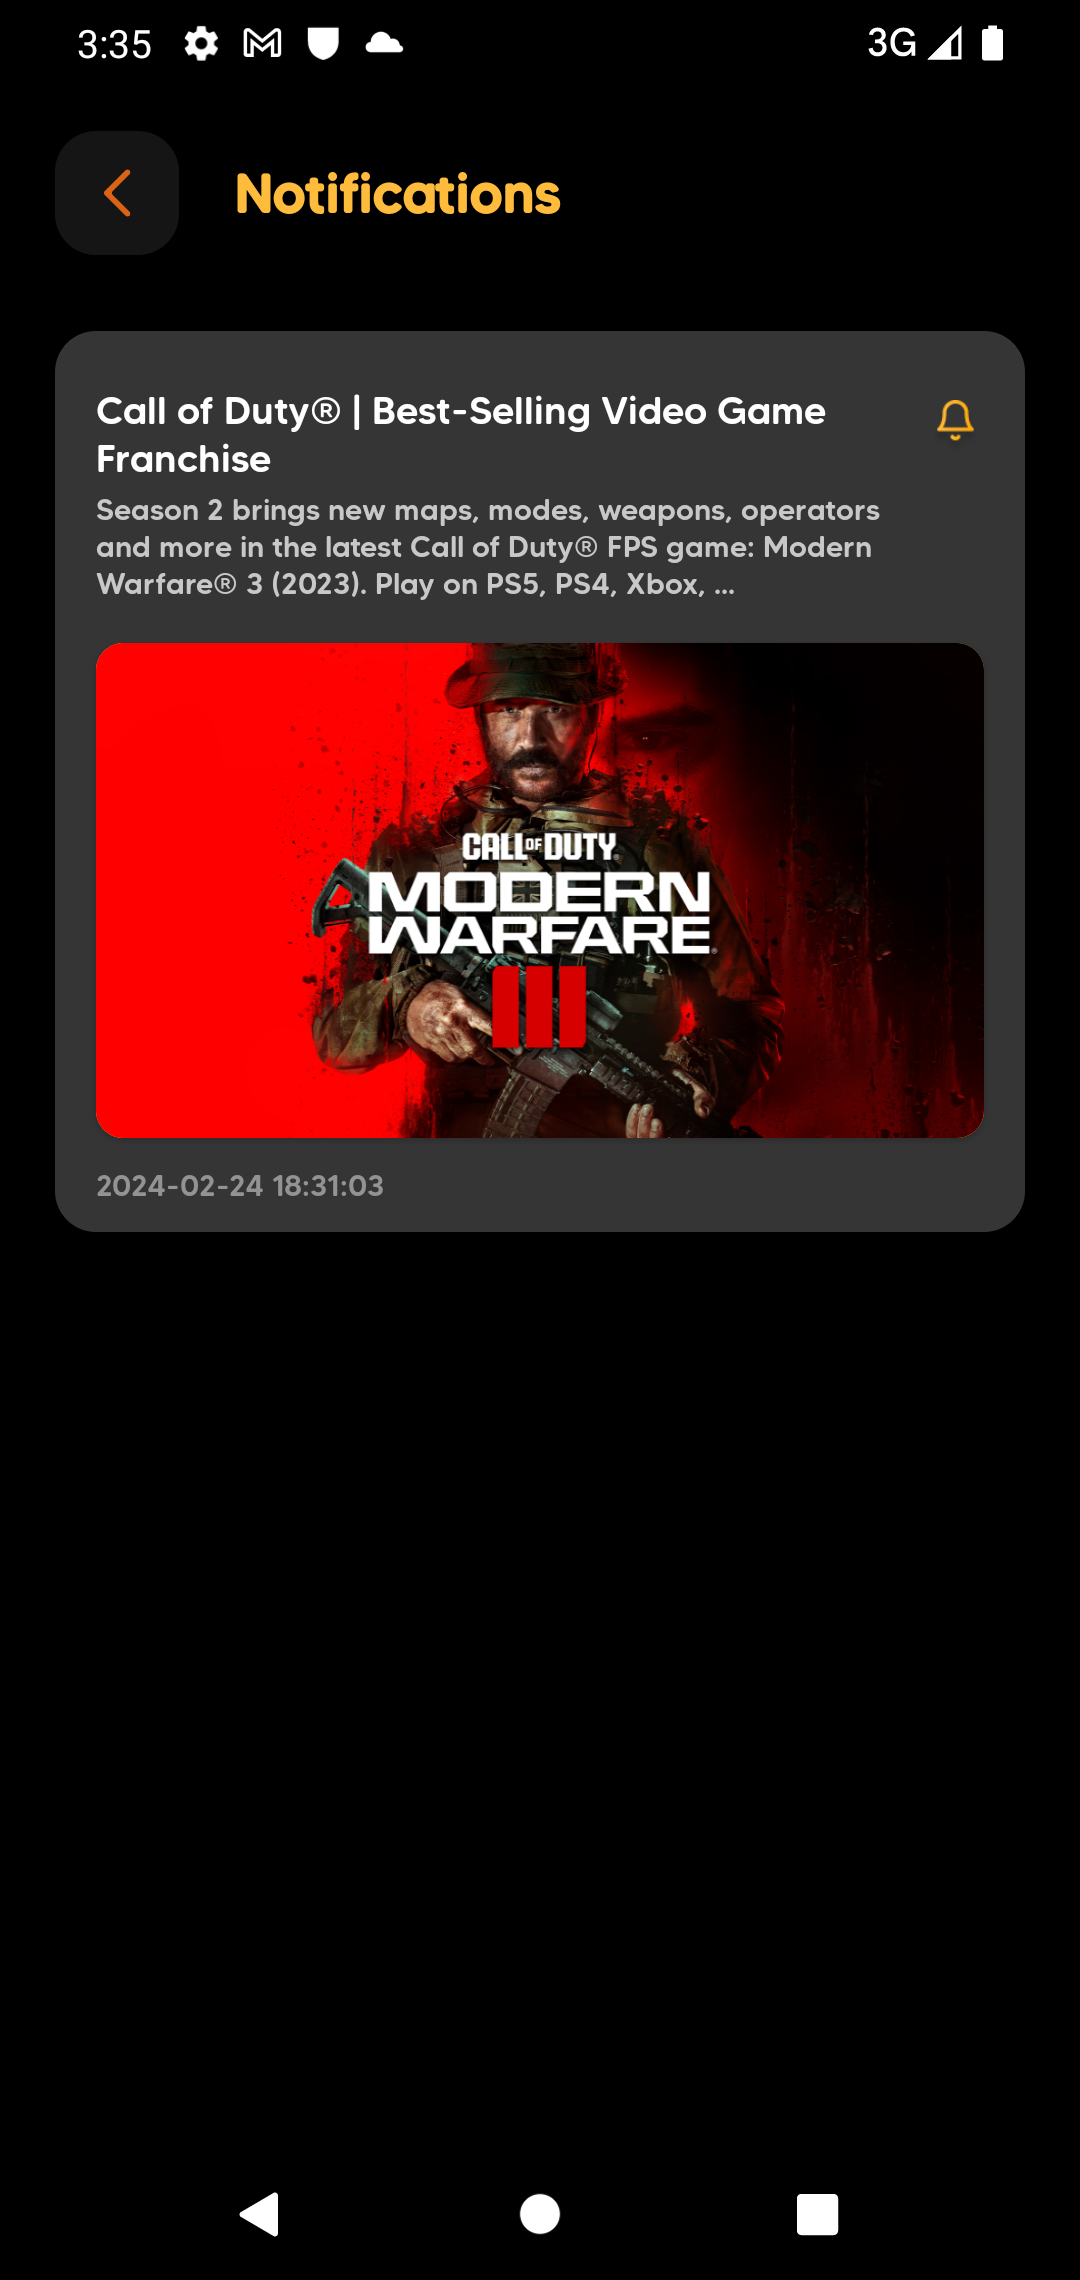 3:35
3G
Notifications
Call of Duty® | Best-Selling Video Game
Franchise
Season 2 brings new maps, modes, weapons, operators
and more in the latest Call of Duty® FPS game: Modern
Warfare® 3 (2023). Play on PS5, PS4, Xbox, ...
CALL OF DUTY®
MODERN
WARFARE®
III
2024-02-24 18:31:03